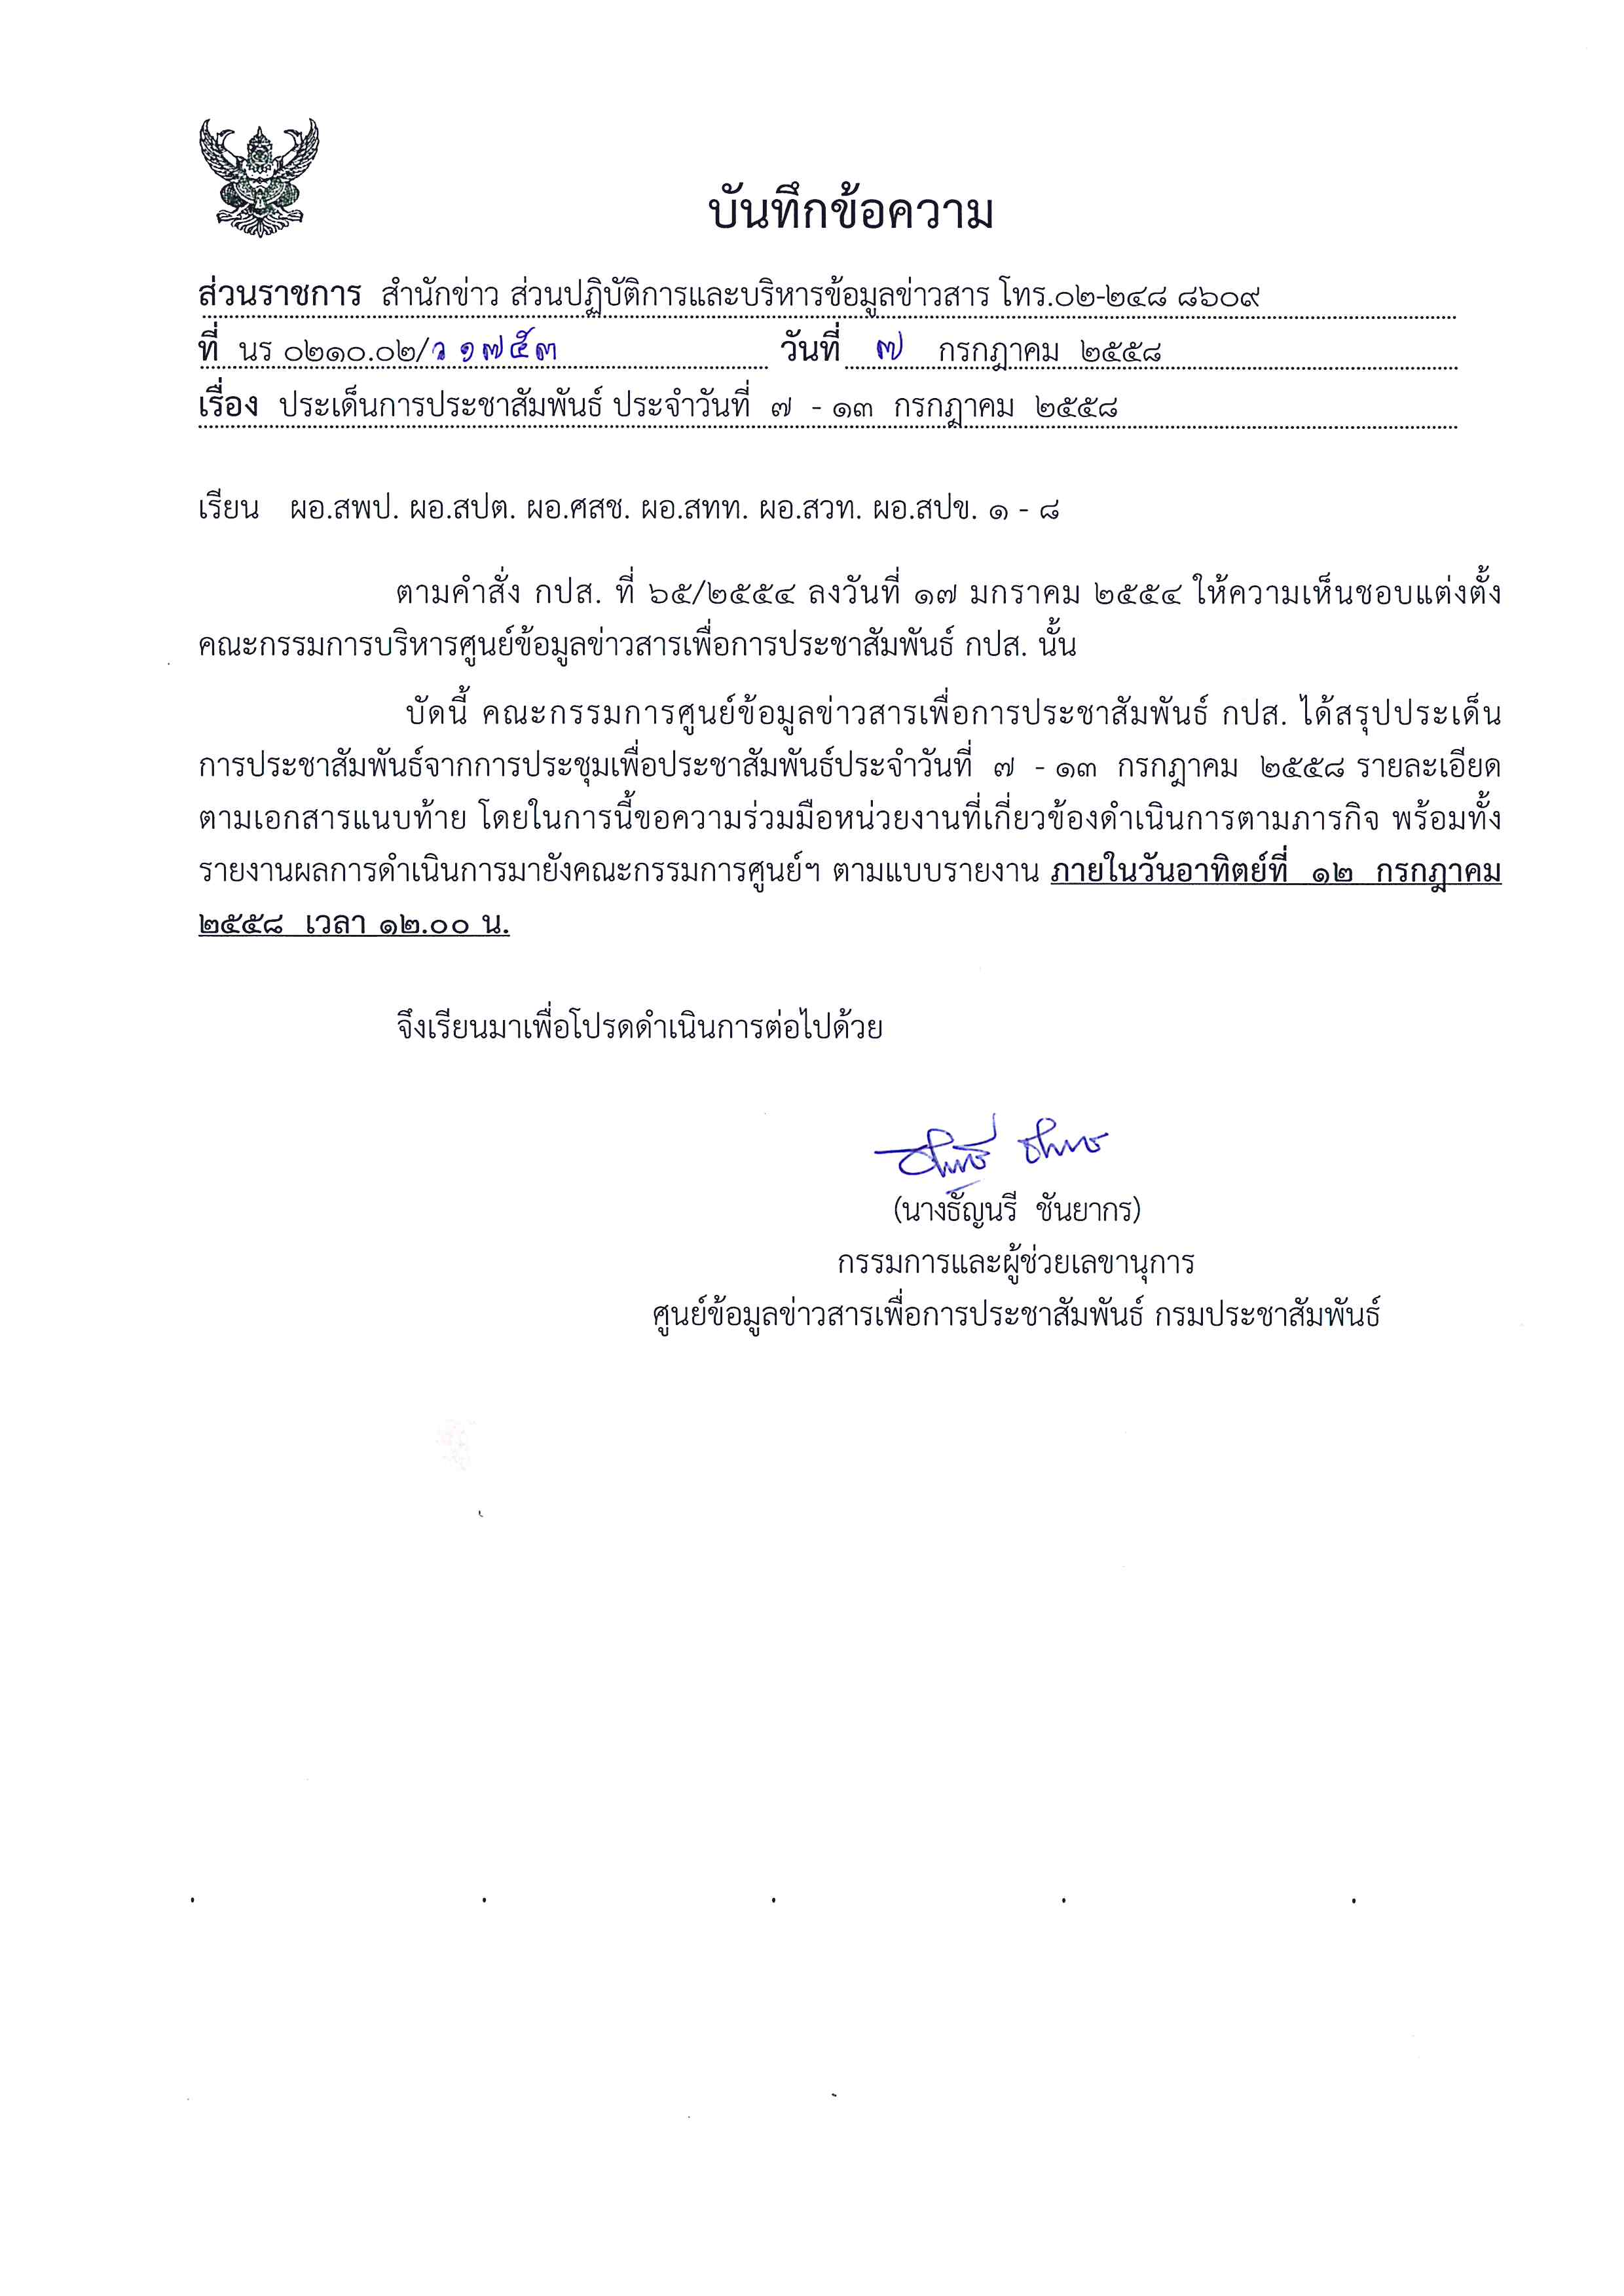 บันทึกข้อความ
ส่วนราชการ สำนักข่าว ส่วนปฏิบัติการและบริหารข้อมูลข่าวสาร โทร.๐๒-๒๔๘ ๘๖๐๙
ที่ นร ๐๒๑๐.๐๒/ว ๑๗๕๓ วันที่ ๗ กรกฎาคม ๒๕๕๘
เรื่อง ประเด็นการประชาสัมพันธ์ ประจำวันที่ ๗ - ๑๓ กรกฎาคม ๒๕๕๘
เรียน ผอ.สพป. ผอ.สปต. ผอ.ศสช. ผอ.สทท. ผอ.สวท. ผอ.สปข. ๑ - ๘
ตามคำสั่ง กปส. ที่ ๖๕/๒๕๕๔ ลงวันที่ ๑๗ มกราคม ๒๕๕๔ ให้ความเห็นชอบแต่งตั้ง
คณะกรรมการบริหารศูนย์ข้อมูลข่าวสารเพื่อการประชาสัมพันธ์ กปส. นั้น
บัดนี้ คณะกรรมการศูนย์ข้อมูลข่าวสารเพื่อการประชาสัมพันธ์ กปส. ได้สรุปประเด็น
การประชาสัมพันธ์จากการประชุมเพื่อประชาสัมพันธ์ประจำวันที่ ๗ - ๑๓ กรกฎาคม ๒๕๕๘ รายละเอียด
ตามเอกสารแนบท้าย โดยในการนี้ขอความร่วมมือหน่วยงานที่เกี่ยวข้องดำเนินการตามภารกิจ พร้อมทั้ง
รายงานผลการดำเนินการมายังคณะกรรมการศูนย์ฯ ตามแบบรายงาน ภายในวันอาทิตย์ที่ ๑๒ กรกฎาคม
๒๕๕๘ เวลา ๑๒.๐๐ น.
จึงเรียนมาเพื่อโปรดดำเนินการต่อไปด้วย
(นางธัญนรี ชันยากร)
กรรมการและผู้ช่วยเลขานุการ
ศูนย์ข้อมูลข่าวสารเพื่อการประชาสัมพันธ์ กรมประชาสัมพันธ์